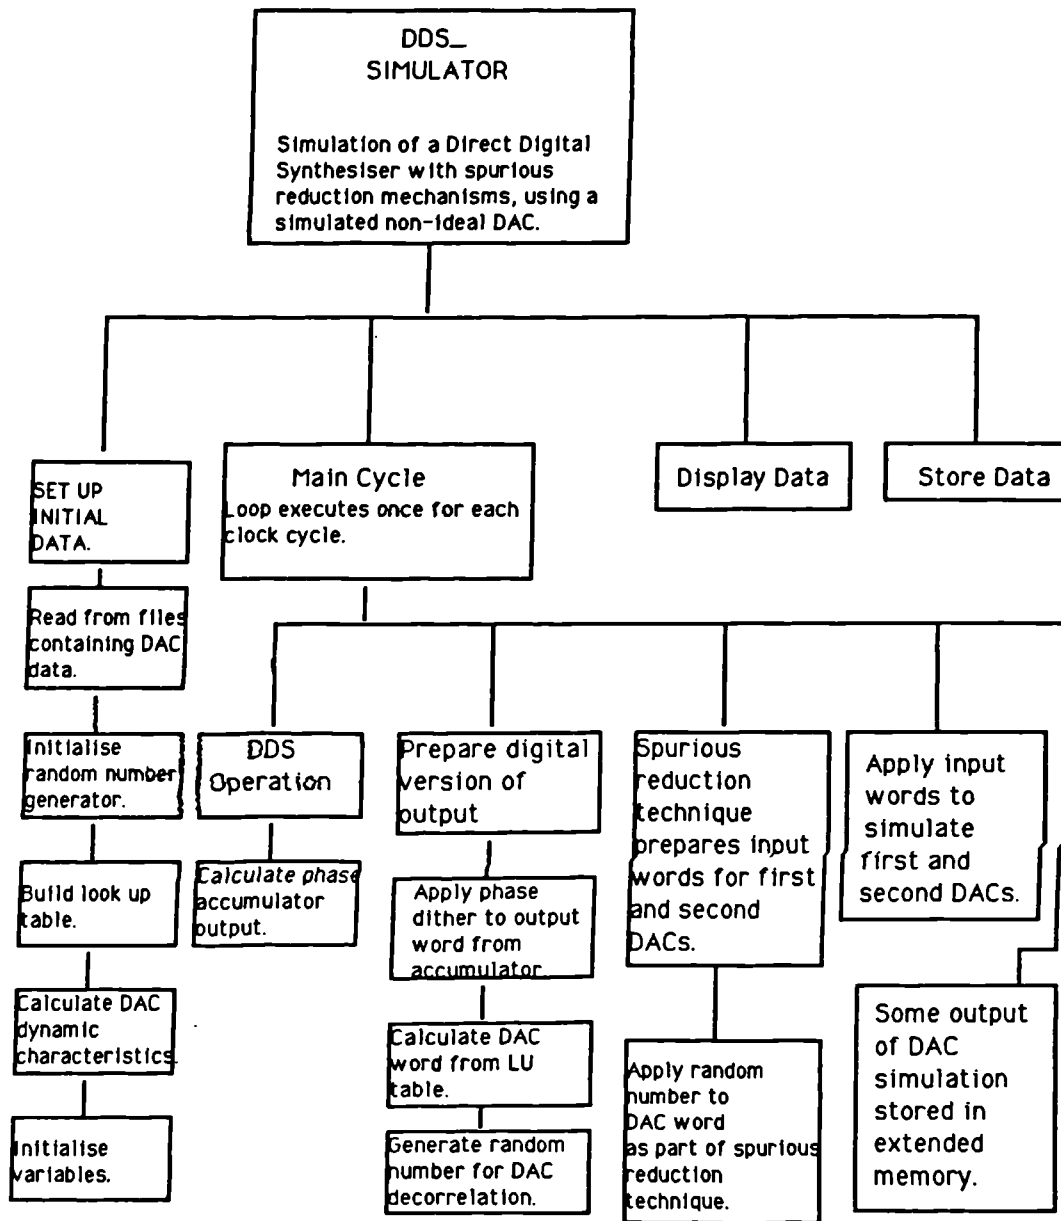 DDS_
SIMULATOR
Simulation of a Direct Digital
Synthesiser with spurious
reduction mechanisms, using a
simulated non-ideal DAC.
SET UP
INITIAL
DATA.
Main Cycle
Loop executes once for each
clock cycle.
Display Data
Store Data
Read from files
containing DAC
data.
Initialise
random number
generator.
Build look up
table.
Calculate DAC
dynamic
characteristics.
Initialise
variables.
DDS
Operation
Calculate phase
accumulator
output.
Prepare digital
version of
output
Apply phase
dither to output
word from
accumulator
Calculate DAC
word from LU
table.
Generate random
number for DAC
decorrelation.
Spurious
reduction
technique
prepares input
words for first
and second
DACs.
Apply random
number to
DAC word
as part of spurious
reduction
technique.
Apply input
words to
simulate
first and
second DACs.
Some output
of DAC
simulation
stored in
extended
memory.